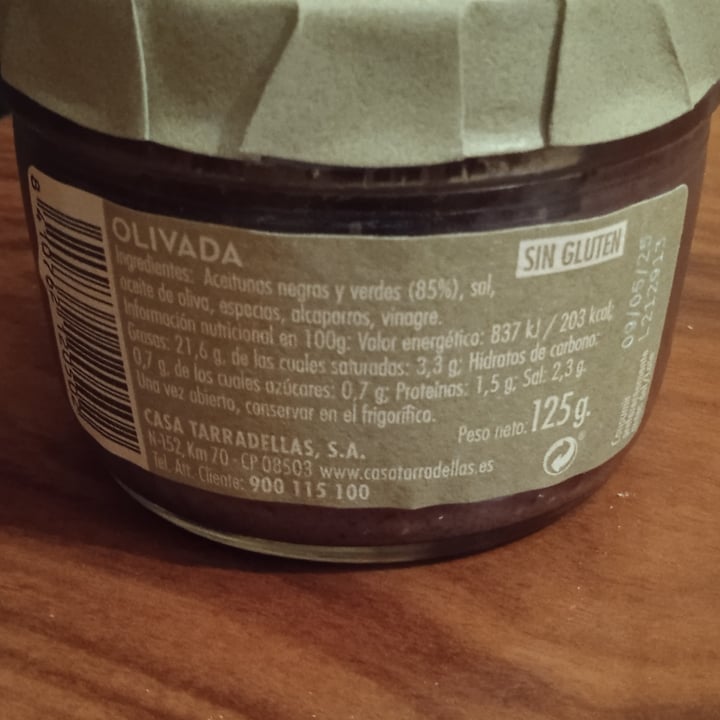 OLIVADA
SIN GLUTEN
Ingredientes: Aceitunas negras y verdes (85%), sal,
aceite de oliva, especias, alcaparras, vinagre.
Información nutricional en 100g: Valor energético: 837 kJ / 203 kcal;
Grasas: 21,6 g, de las cuales saturadas: 3,3 g; Hidratos de carbono:
0,7 g, de los cuales azúcares: 0,7 g; Proteínas: 1,5 g; Sal: 2,3 g.
Una vez abierto, conservar en el frigorífico.
Peso neto: 125g.
CASA TARRADELLAS, S.A.
N-152, Km 70 - CP 08503 www.casatarradellas.es
Tel. Att. Cliente: 900 115 100
09/05/25
L212913